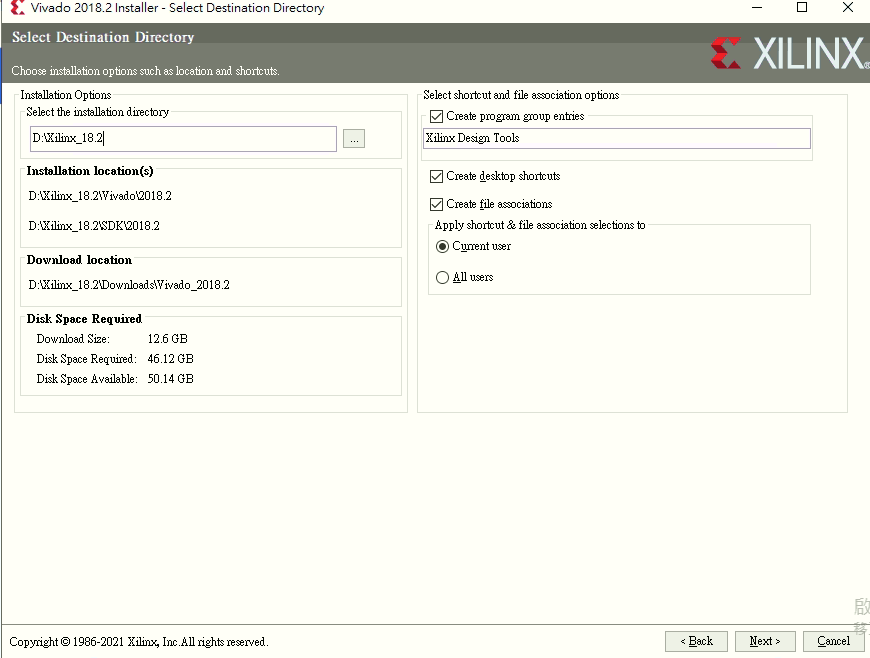 Vivado 2018.2 Installer - Select Destination Directory
Select Destination Directory
XILINX®
Choose installation options such as location and shortcuts.
Installation Options
Select the installation directory
D:\Xilinx_18.2
...
Installation location(s)
D:\Xilinx_18.2\Vivado\2018.2
D:\Xilinx_18.2\SDK\2018.2
Download location
D:\Xilinx_18.2\Downloads\Vivado_2018.2
Disk Space Required
Download Size: 12.6 GB
Disk Space Required: 46.12 GB
Disk Space Available: 50.14 GB
Select shortcut and file association options
Create program group entries
Xilinx Design Tools
Create desktop shortcuts
Create file associations
Apply shortcut & file association selections to
Current user
All users
啟
移
Copyright © 1986-2021 Xilinx, Inc.All rights reserved.
< Back
Next >
Cancel